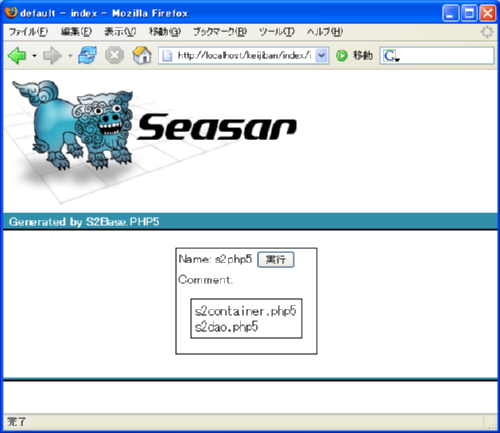 default - index - Mozilla Firefox
ファイル(F) 編集(E) 表示(V) 移動(G) ブックマーク(B) ツール(T) ヘルプ(H)
http://localhost/keijiban/index/ 移動 G
Seasar
Generated by S2Base.PHP5
Name: s2php5 実行
Comment:
s2container.php5
s2dao.php5
完了